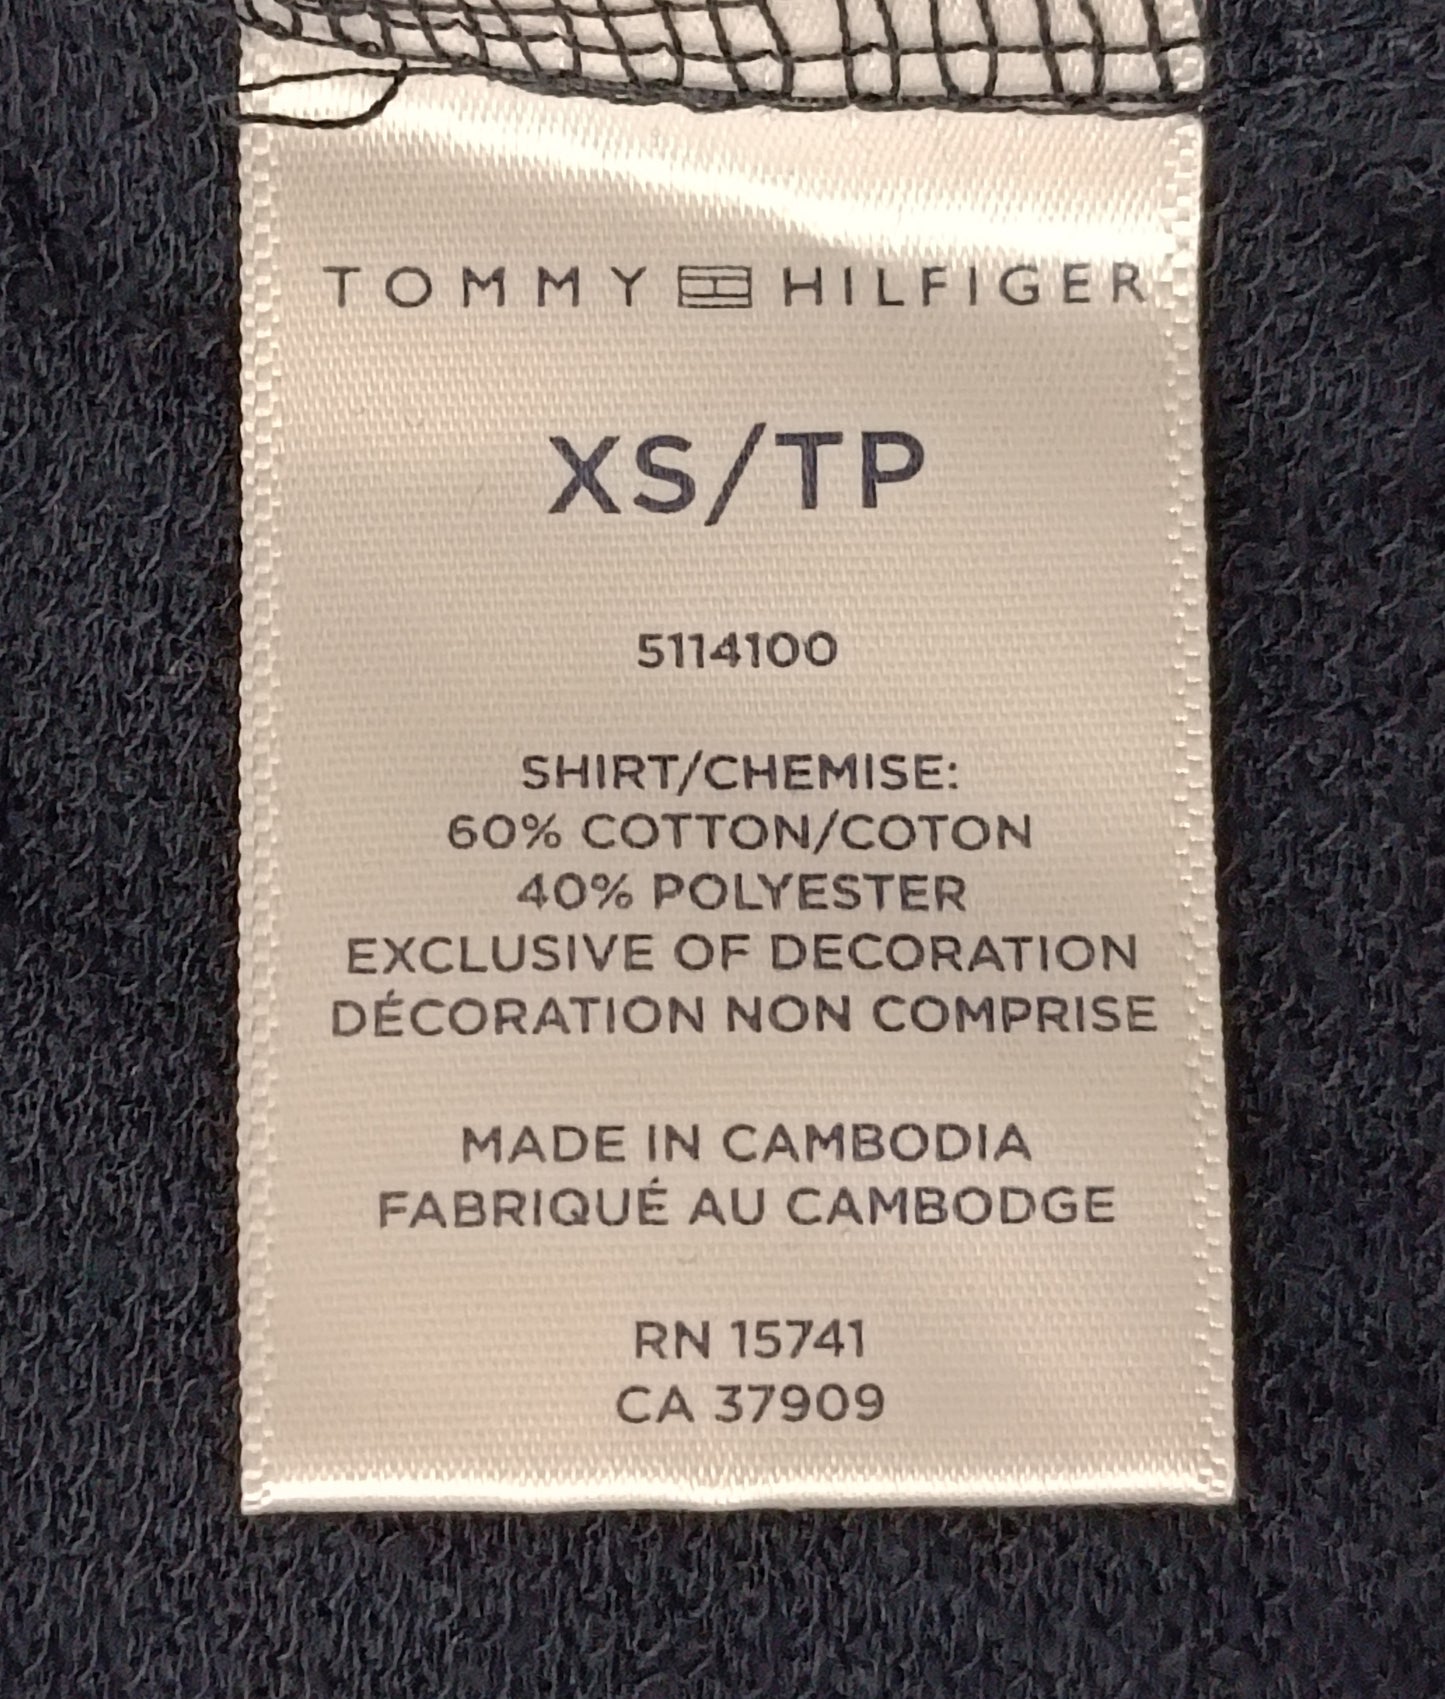 TOMMY HILFIGER
XS/TP
5114100
SHIRT/CHEMISE:
60% COTTON/COTON
40% POLYESTER
EXCLUSIVE OF DECORATION
DÉCORATION NON COMPRISE
MADE IN CAMBODIA
FABRIQUÉ AU CAMBODGE
RN 15741
CA 37909